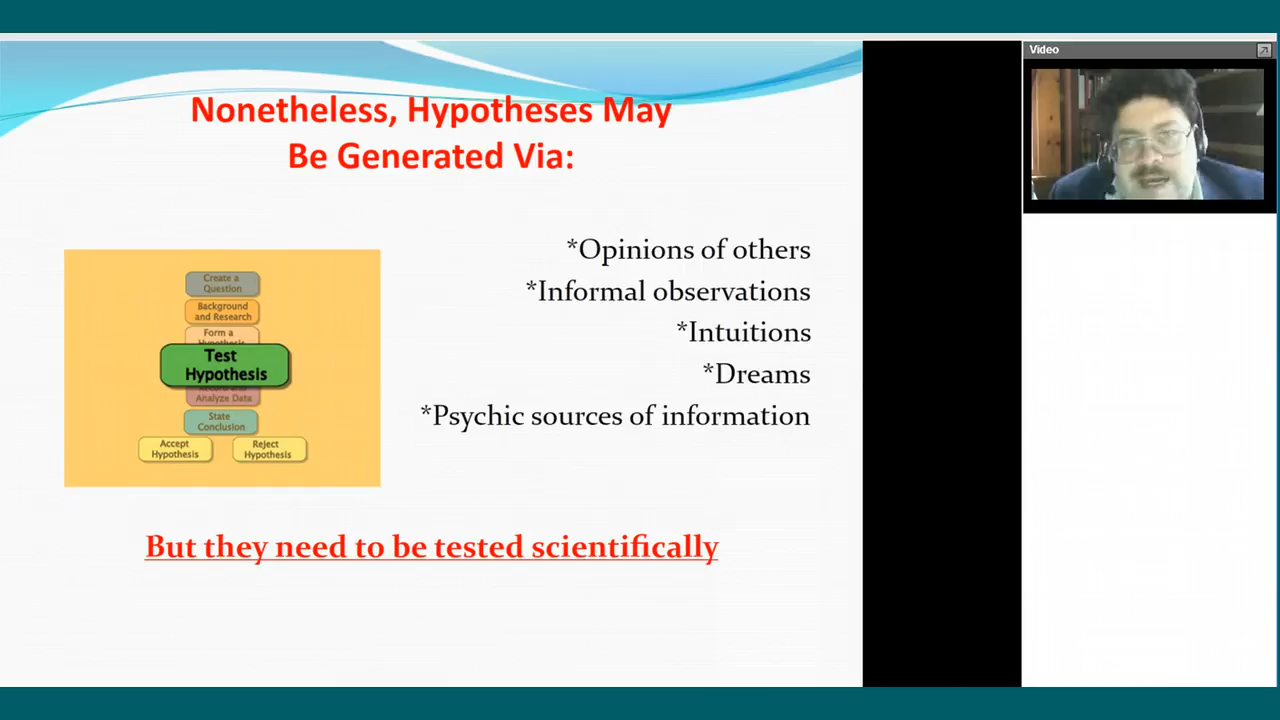 Video
Nonetheless, Hypotheses May
Be Generated Via:
*Opinions of others
*Informal observations
*Intuitions
*Dreams
*Psychic sources of information
Create a
Question
Background
and Research
Form a
Hypothesis
Test
Hypothesis
Analyze Data
State
Conclusion
Accept
Hypothesis
Reject
Hypothesis
But they need to be tested scientifically